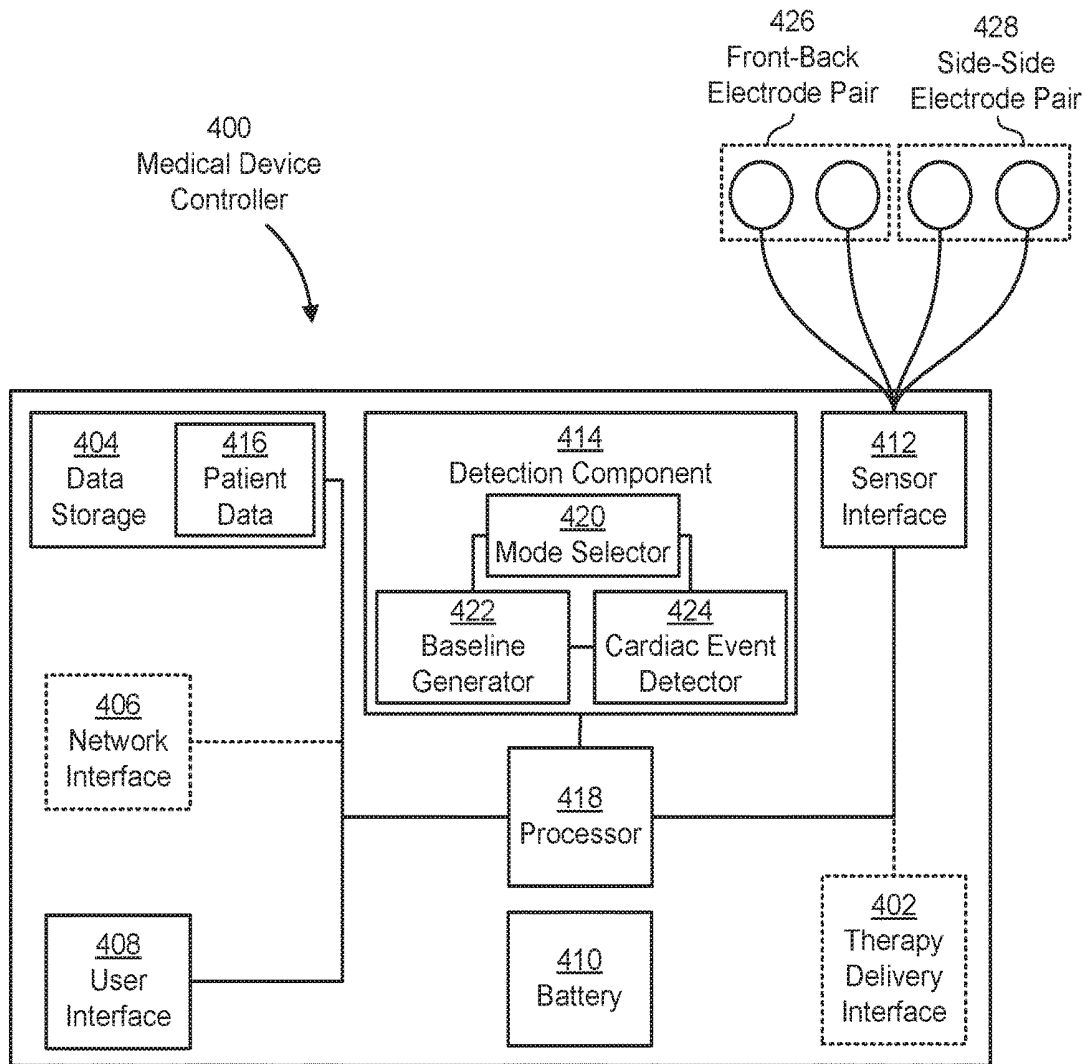 426
Front-Back
Electrode Pair
428
Side-Side
Electrode Pair
400
Medical Device
Controller
404
Data
Storage
416
Patient
Data
414
Detection Component
420
Mode Selector
422
Baseline
Generator
424
Cardiac Event
Detector
412
Sensor
Interface
406
Network
Interface
418
Processor
408
User
Interface
410
Battery
402
Therapy
Delivery
Interface